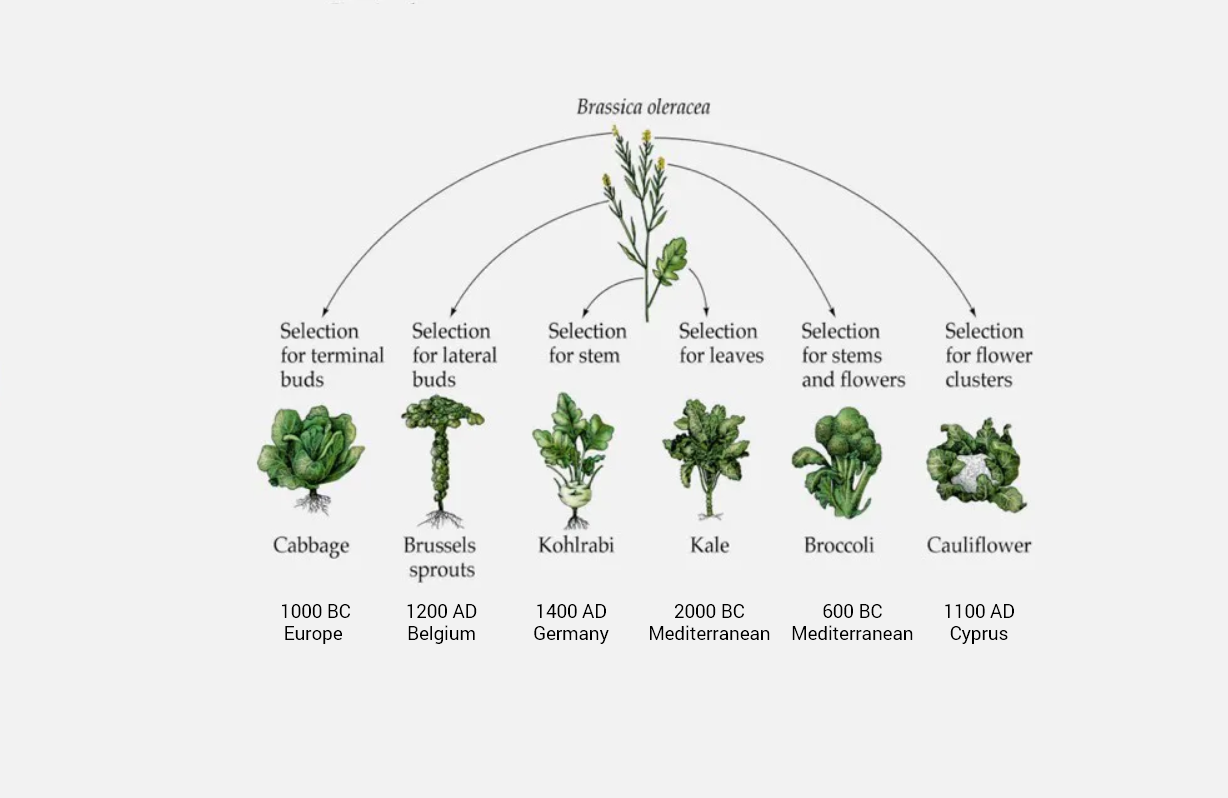 Brassica oleracea
Selection
for terminal
buds
Selection
for lateral
buds
Selection
for stem
Selection
for leaves
Selection
for stems
and flowers
Selection
for flower
clusters
Cabbage
Brussels
sprouts
Kohlrabi
Kale
Broccoli
Cauliflower
1000 BC
Europe
1200 AD
Belgium
1400 AD
Germany
2000 BC
Mediterranean
600 BC
Mediterranean
1100 AD
Cyprus